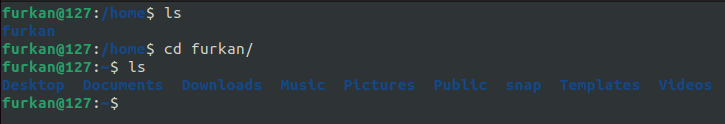 furkan@127:/home$ ls
furkan
furkan@127:/home$ cd furkan/
furkan@127:~$ ls
Desktop  Documents  Downloads  Music  Pictures  Public  snap  Templates  Videos
furkan@127:~$